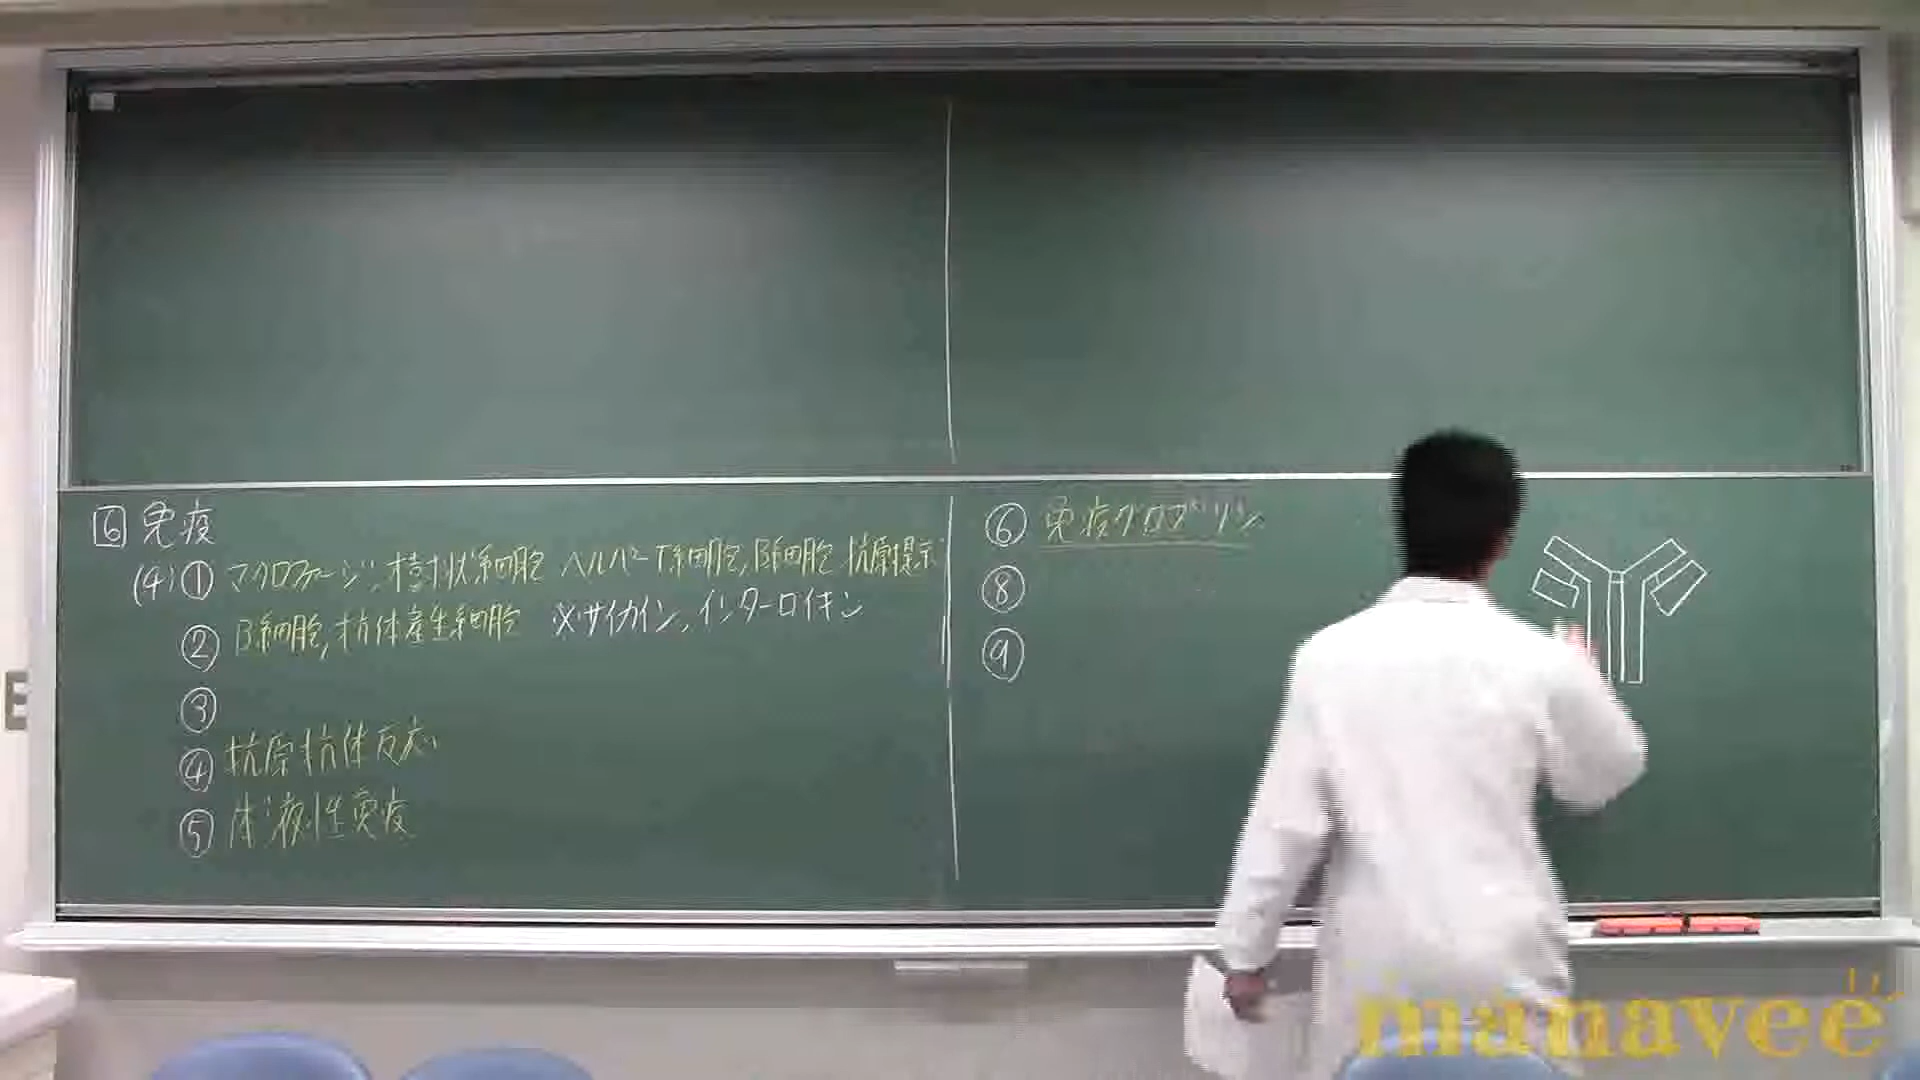 6 免疫
(4) ① マクロファージ, 樹状細胞 ヘルパーT細胞, B細胞 抗原提示
② B細胞, 抗体産生細胞 ※サイカイン, インターロイキン
③
④ 抗原抗体反応
⑤ 体液性免疫
⑥ 免疫グロブリン
⑧
⑨
manavee